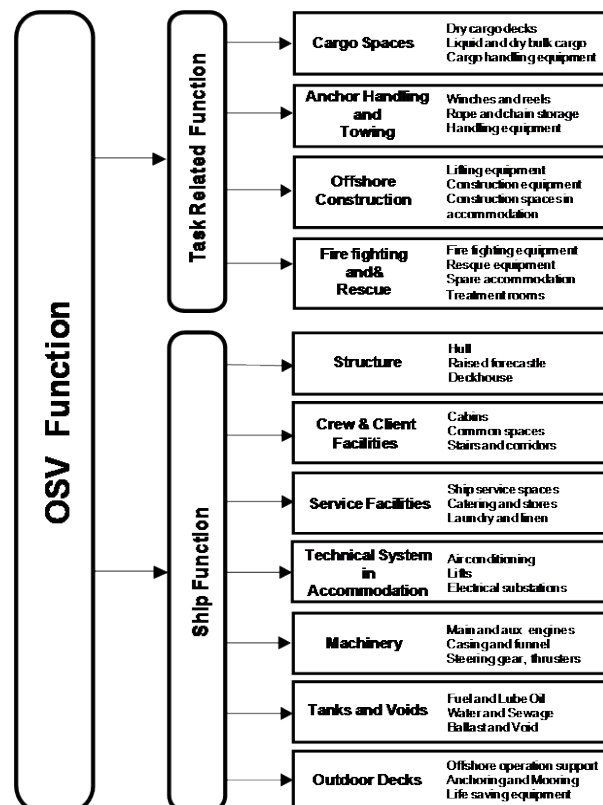 OSV Function
Task Related Function
Cargo Spaces
Dry cargo decks
Liquid and dry bulk cargo
Cargo handling equipment
Anchor Handling
and
Towing
Winches and reels
Rope and chain storage
Handling equipment
Offshore
Construction
Lifting equipment
Construction equipment
Construction spaces in
accommodation
Fire fighting
and&
Rescue
Fire fighting equipment
Resque equipment
Spare accommodation
Treatment rooms
Ship Function
Structure
Hull
Raised forecastle
Deckhouse
Crew & Client
Facilities
Cabins
Common spaces
Stairs and corridors
Service Facilities
Ship service spaces
Catering and stores
Laundry and linen
Technical System
in
Accommodation
Air conditioning
Lifts
Electrical substations
Machinery
Main and aux engines
Casing and funnel
Steering gear, thrusters
Tanks and Voids
Fuel and Lube Oil
Water and Sewage
Ballast and Void
Outdoor Decks
Offshore operation support
Anchoring and Mooring
Life saving equipment